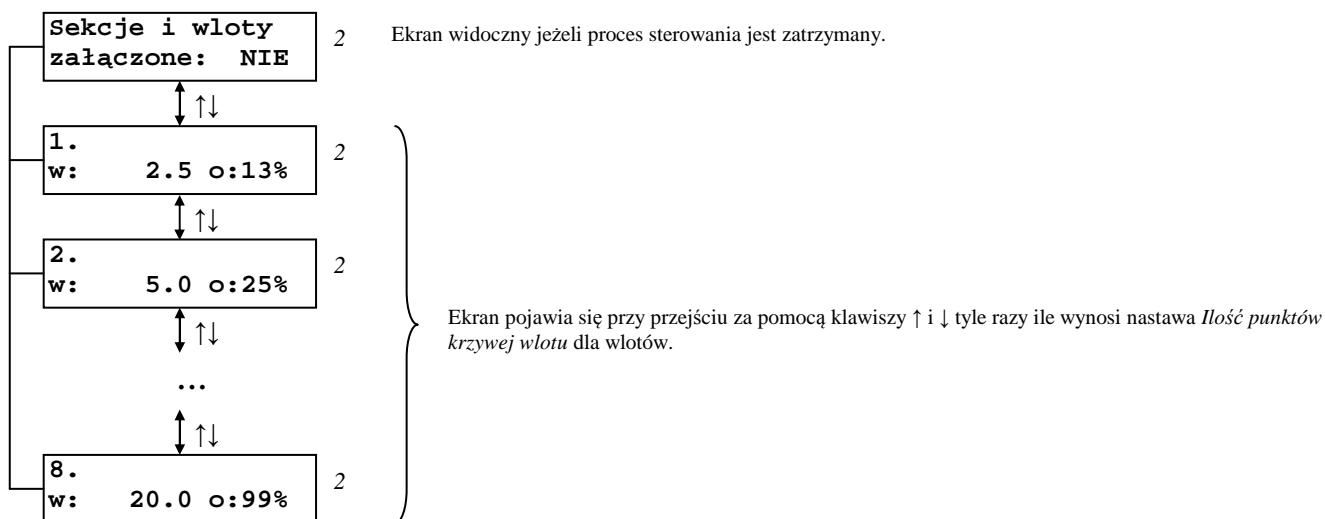 Sekcje i wloty
załączone: NIE
2
Ekran widoczny jeżeli proces sterowania jest zatrzymany.
↑↓
1.
w: 2.5 o:13%
2
↑↓
2.
w: 5.0 o:25%
2
↑↓
Ekran pojawia się przy przejściu za pomocą klawiszy ↑ i ↓ tyle razy ile wynosi nastawa Ilość punktów
krzywej wlotu dla wlotów.
...
↑↓
8.
w: 20.0 o:99%
2